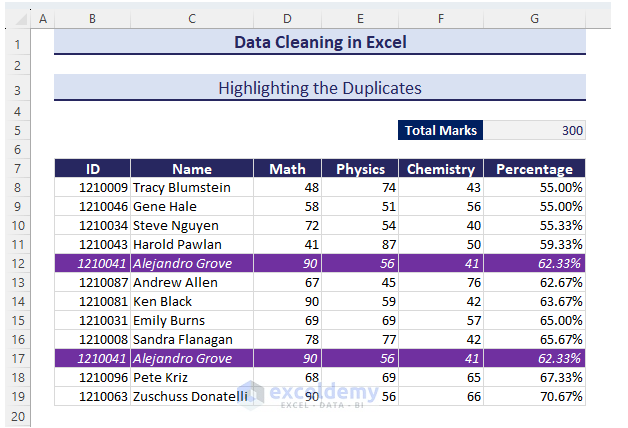 A B C D E F G
1 Data Cleaning in Excel
2
3 Highlighting the Duplicates
4
5 Total Marks 300
6
7 ID Name Math Physics Chemistry Percentage
8 1210009 Tracy Blumstein 48 74 43 55.00%
9 1210046 Gene Hale 58 51 56 55.00%
10 1210034 Steve Nguyen 72 54 40 55.33%
11 1210043 Harold Pawlan 41 87 50 59.33%
12 1210041 Alejandro Grove 90 56 41 62.33%
13 1210087 Andrew Allen 67 45 76 62.67%
14 1210081 Ken Black 90 59 42 63.67%
15 1210031 Emily Burns 69 69 57 65.00%
16 1210008 Sandra Flanagan 78 77 42 65.67%
17 1210041 Alejandro Grove 90 56 41 62.33%
18 1210096 Pete Kriz 68 69 65 67.33%
19 1210063 Zuschuss Donatelli 90 56 66 70.67%
20
exceldemy
EXCEL - DATA - BI